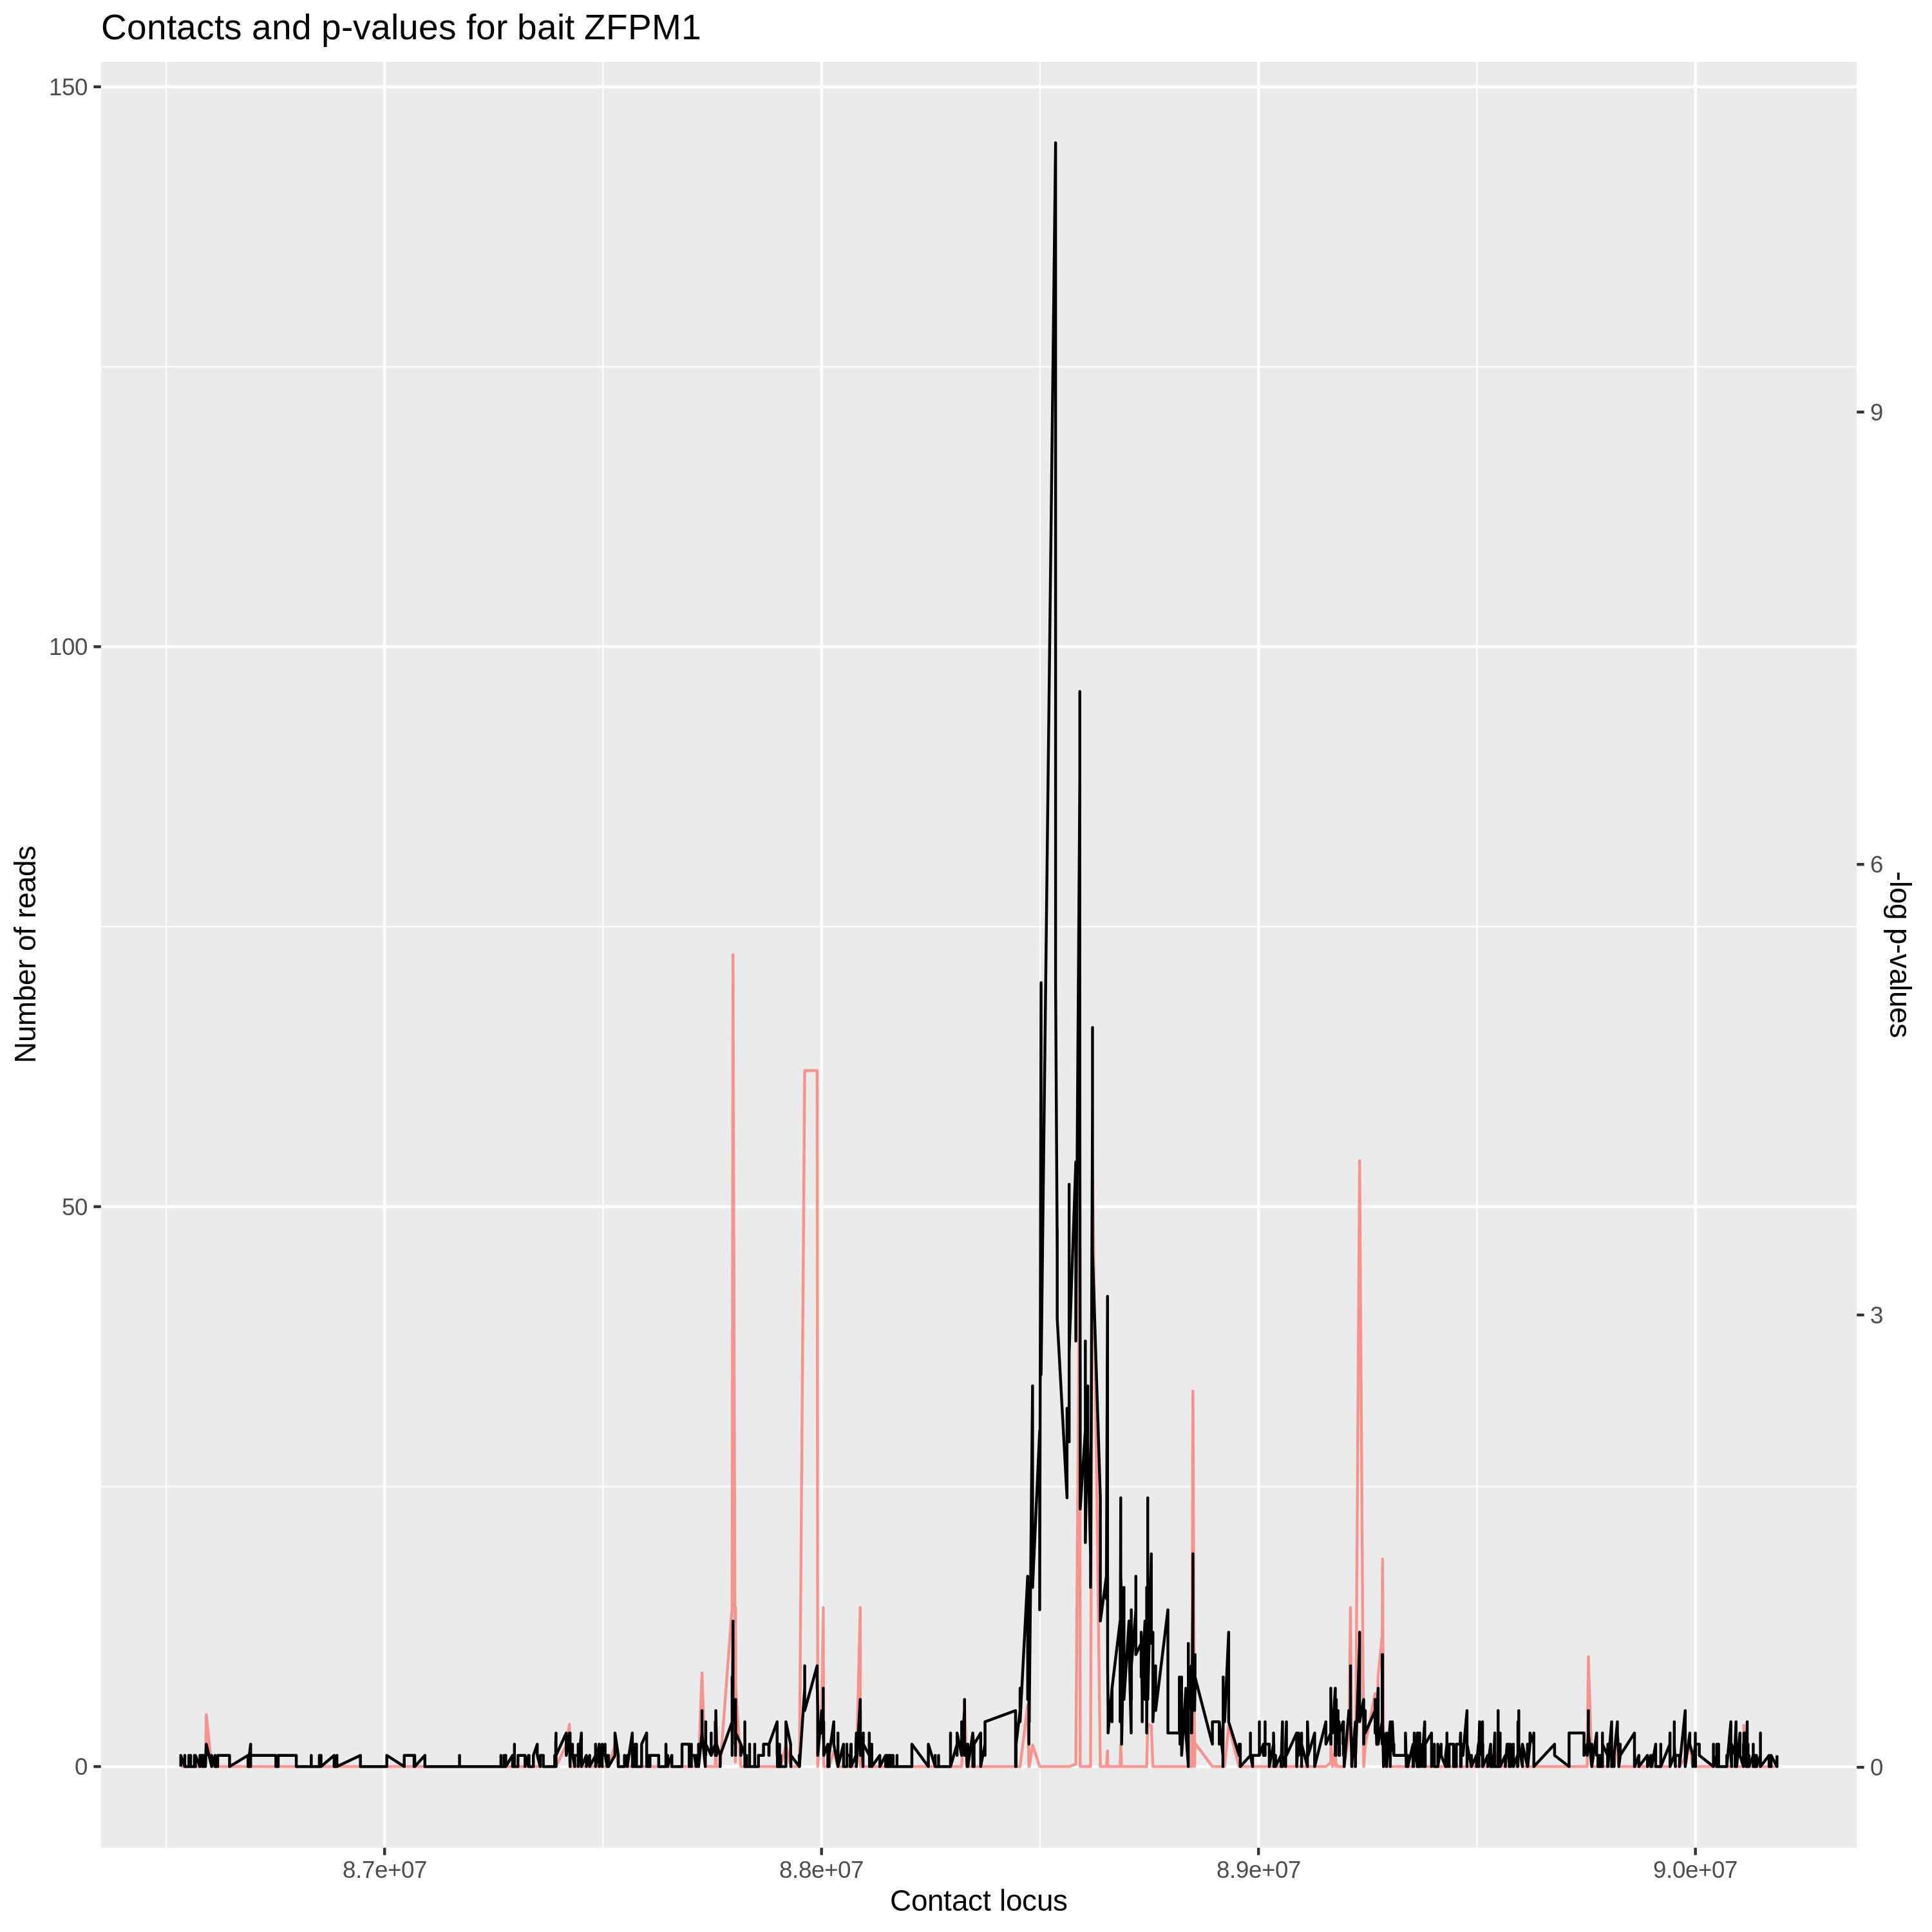 Contacts and p-values for bait ZFPM1
150
100
50
0
Number of reads
9
6
3
0
-log p-values
8.7e+07
8.8e+07
8.9e+07
9.0e+07
Contact locus